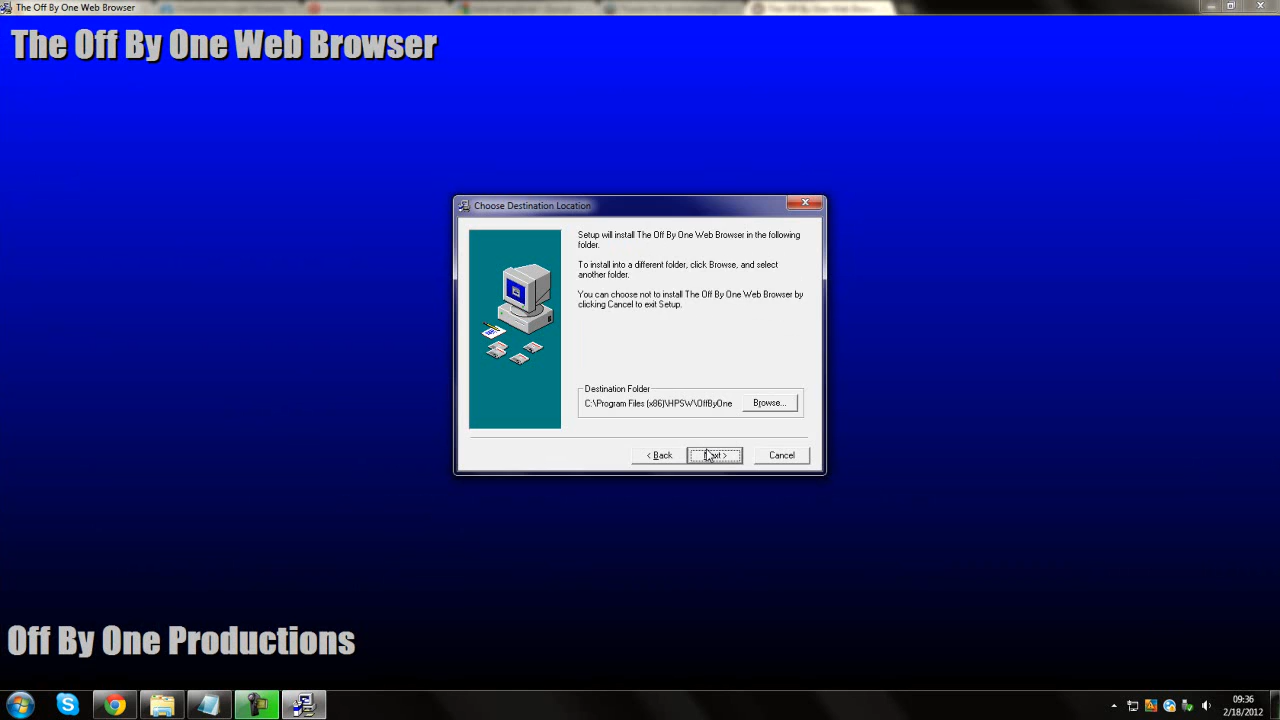 The Off By One Web Browser
The Off By One Web Browser
Choose Destination Location
Setup will install The Off By One Web Browser in the following
folder.
To install into a different folder, click Browse, and select
another folder.
You can choose not to install The Off By One Web Browser by
clicking Cancel to exit Setup.
Destination Folder
C:\Program Files (x86)\HPSW\OffByOne
Browse...
< Back
Cancel
Off By One Productions
09:36
2/18/2012